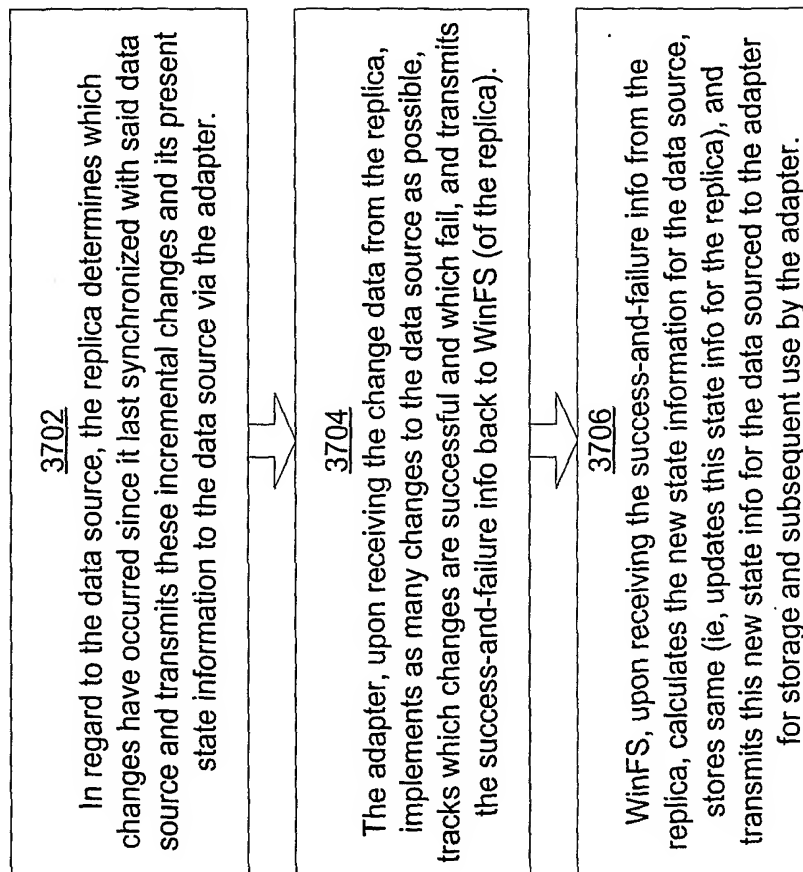 3702
In regard to the data source, the replica determines which
changes have occurred since it last synchronized with said data
source and transmits these incremental changes and its present
state information to the data source via the adapter.
3704
The adapter, upon receiving the change data from the replica,
implements as many changes to the data source as possible,
tracks which changes are successful and which fail, and transmits
the success-and-failure info back to WinFS (of the replica).
3706
WinFS, upon receiving the success-and-failure info from the
replica, calculates the new state information for the data source,
stores same (ie, updates this state info for the replica), and
transmits this new state info for the data sourced to the adapter
for storage and subsequent use by the adapter.